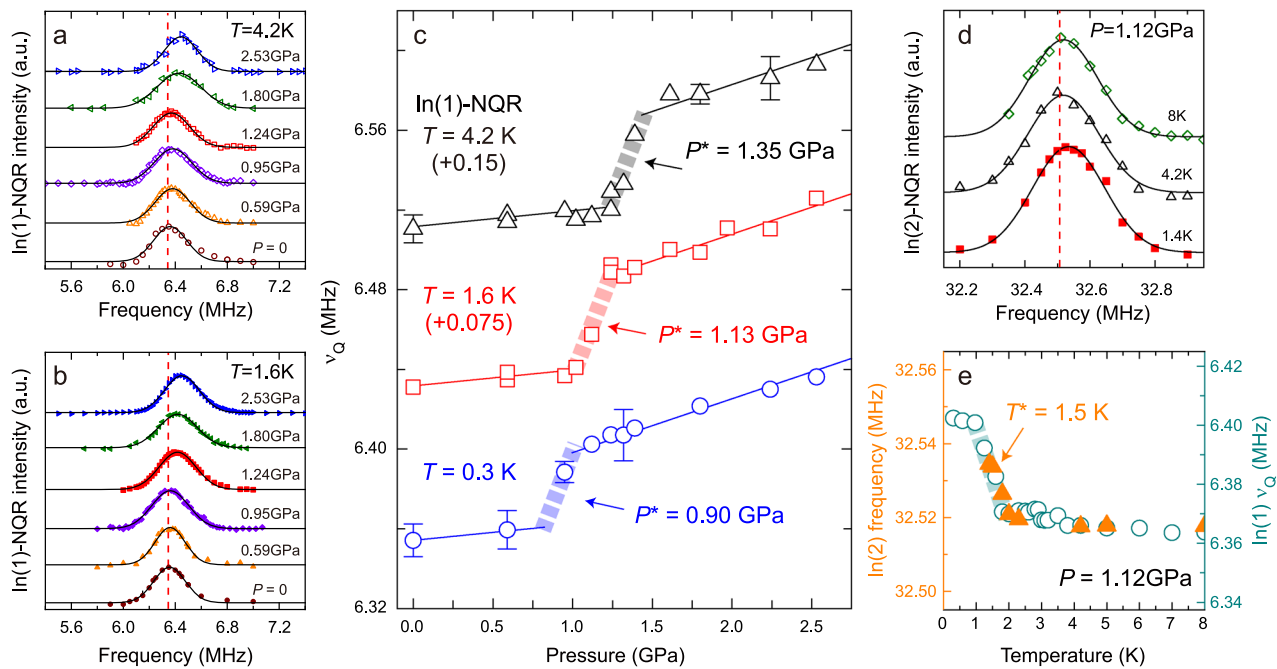 a
T=4.2K
2.53GPa
1.80GPa
1.24GPa
0.95GPa
0.59GPa
P = 0
In(1)-NQR intensity (a.u.)
5.6 6.0 6.4 6.8 7.2
Frequency (MHz)
b
T=1.6K
2.53GPa
1.80GPa
1.24GPa
0.95GPa
0.59GPa
P = 0
In(1)-NQR intensity (a.u.)
5.6 6.0 6.4 6.8 7.2
Frequency (MHz)
c
In(1)-NQR
T = 4.2 K
(+0.15)
P* = 1.35 GPa
T = 1.6 K
(+0.075)
P* = 1.13 GPa
T = 0.3 K
P* = 0.90 GPa
νQ (MHz)
6.56
6.48
6.40
6.32
0.0 0.5 1.0 1.5 2.0 2.5
Pressure (GPa)
d
P=1.12GPa
8K
4.2K
1.4K
In(2)-NQR intensity (a.u.)
32.2 32.4 32.6 32.8
Frequency (MHz)
e
T* = 1.5 K
P = 1.12GPa
In(2) frequency (MHz)
32.56
32.54
32.52
32.50
In(1) νQ (MHz)
6.42
6.40
6.38
6.36
6.34
0 1 2 3 4 5 6 7 8
Temperature (K)